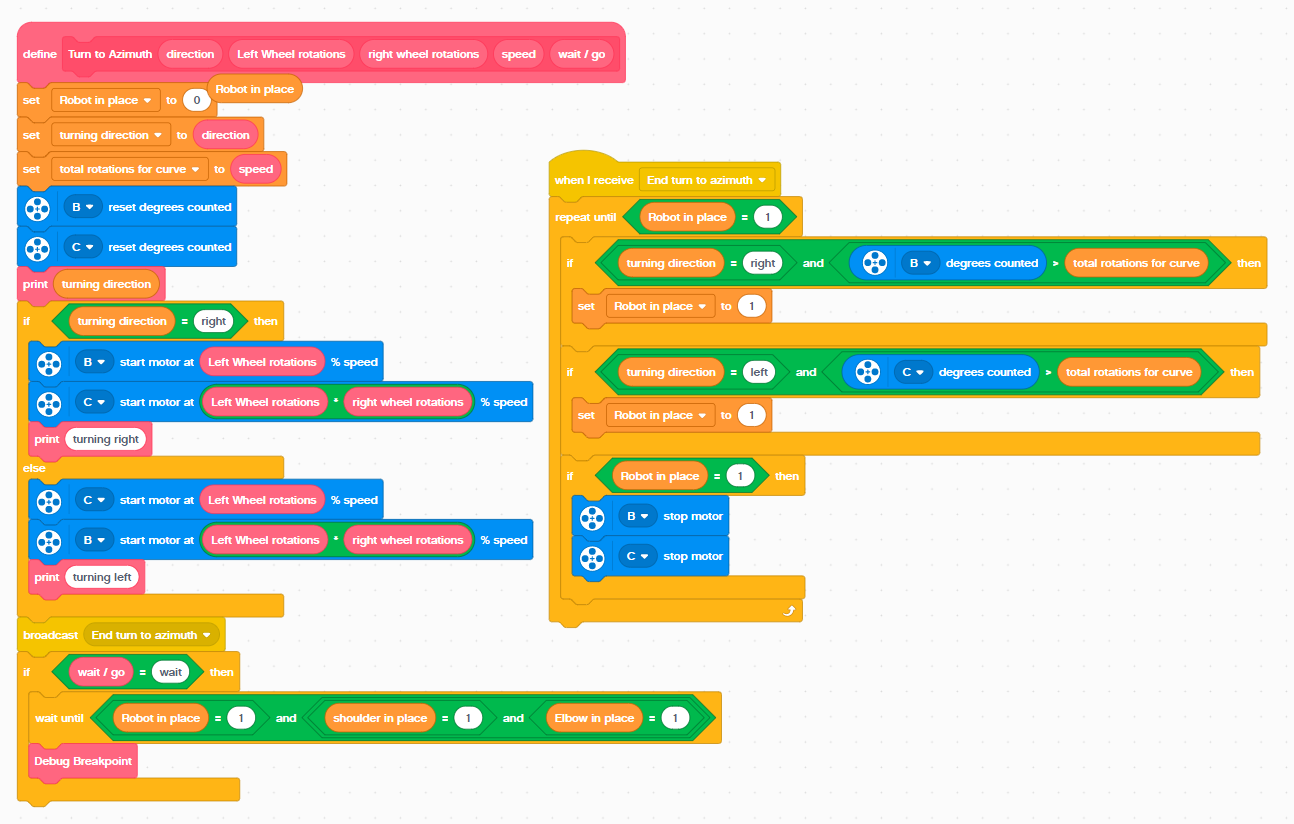 define Turn to Azimuth direction Left Wheel rotations right wheel rotations speed wait / go
set Robot in place to 0
Robot in place
set turning direction to direction
set total rotations for curve to speed
B reset degrees counted
C reset degrees counted
print turning direction
if turning direction = right then
B start motor at Left Wheel rotations % speed
C start motor at Left Wheel rotations * right wheel rotations % speed
print turning right
else
C start motor at Left Wheel rotations % speed
B start motor at Left Wheel rotations * right wheel rotations % speed
print turning left
broadcast End turn to azimuth
if wait / go = wait then
wait until Robot in place = 1 and shoulder in place = 1 and Elbow in place = 1
Debug Breakpoint
when I receive End turn to azimuth
repeat until Robot in place = 1
if turning direction = right and B degrees counted > total rotations for curve then
set Robot in place to 1
if turning direction = left and C degrees counted > total rotations for curve then
set Robot in place to 1
if Robot in place = 1 then
B stop motor
C stop motor